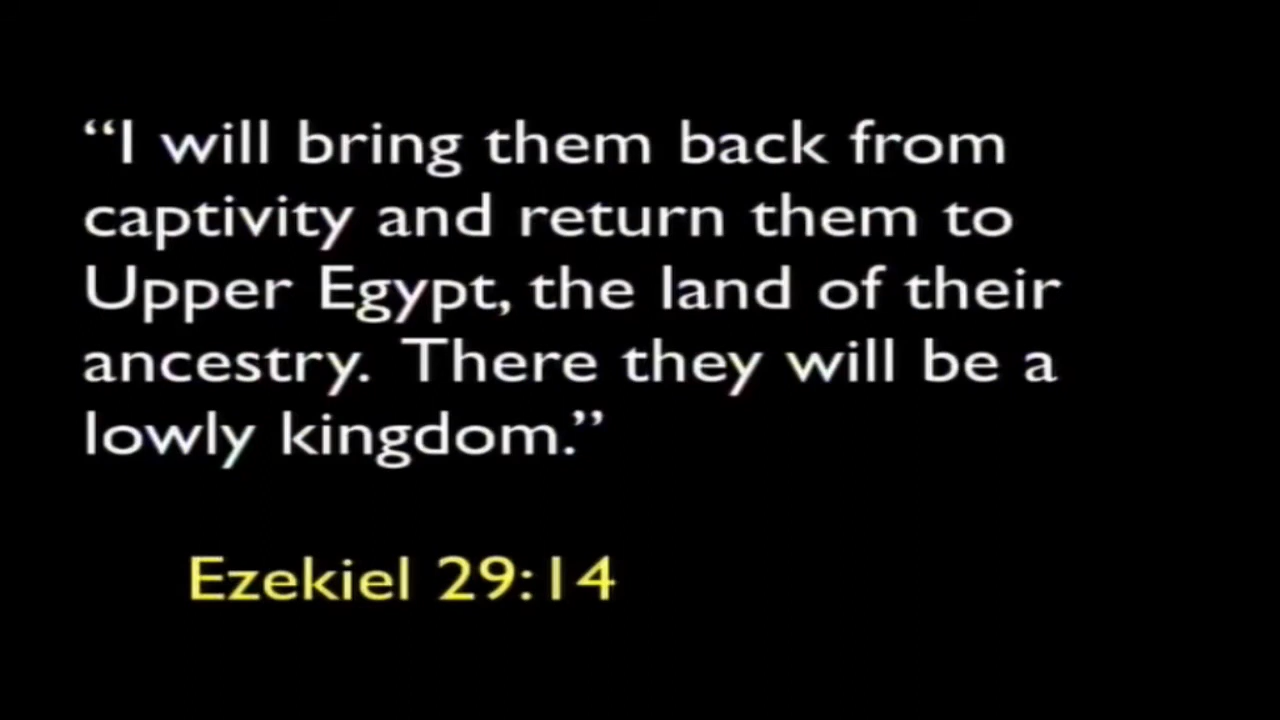 “I will bring them back from
captivity and return them to
Upper Egypt, the land of their
ancestry. There they will be a
lowly kingdom.”
Ezekiel 29:14